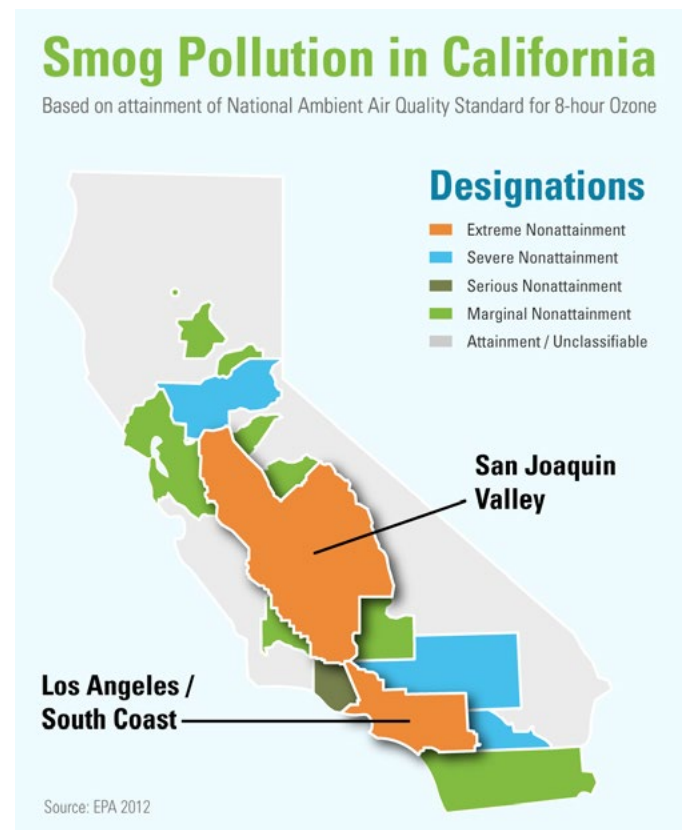 Smog Pollution in California
Based on attainment of National Ambient Air Quality Standard for 8-hour Ozone
Designations
Extreme Nonattainment
Severe Nonattainment
Serious Nonattainment
Marginal Nonattainment
Attainment / Unclassifiable
San Joaquin
Valley
Los Angeles /
South Coast
Source: EPA 2012